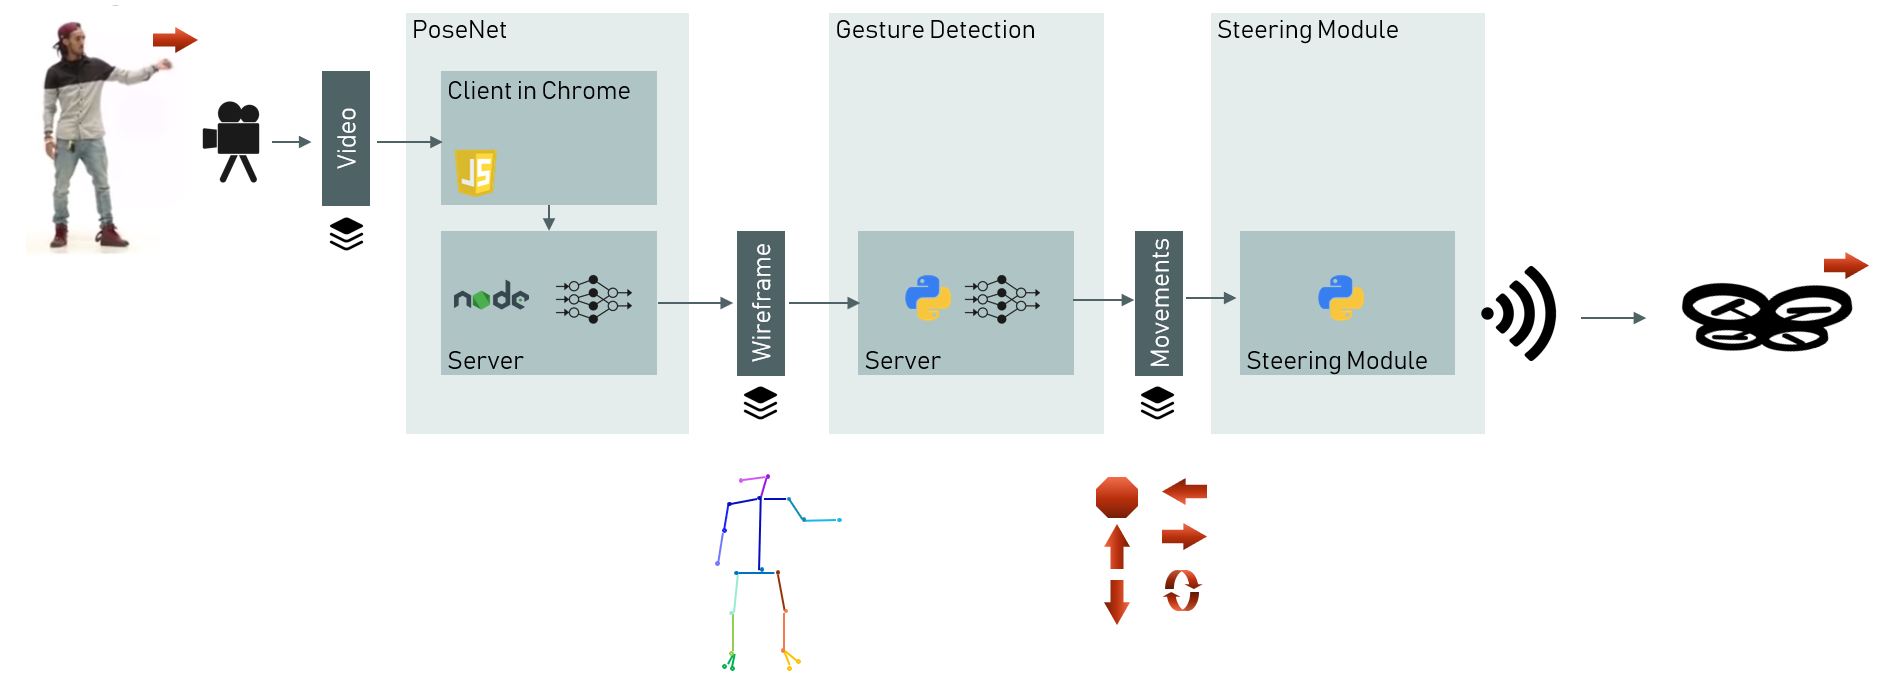 PoseNet
Gesture Detection
Steering Module
Client in Chrome
Video
JS
node
Server
Wireframe
Server
Movements
Steering Module